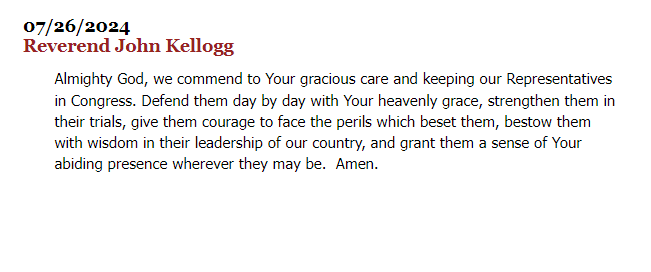 07/26/2024
Reverend John Kellogg
Almighty God, we commend to Your gracious care and keeping our Representatives
in Congress. Defend them day by day with Your heavenly grace, strengthen them in
their trials, give them courage to face the perils which beset them, bestow them
with wisdom in their leadership of our country, and grant them a sense of Your
abiding presence wherever they may be.  Amen.